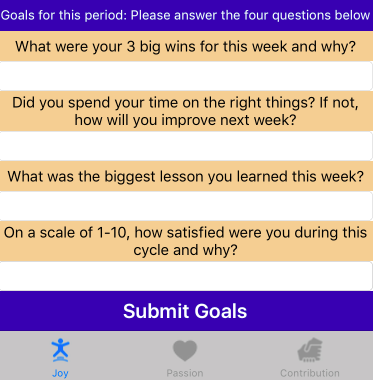 Goals for this period: Please answer the four questions below
What were your 3 big wins for this week and why?
Did you spend your time on the right things? If not,
how will you improve next week?
What was the biggest lesson you learned this week?
On a scale of 1-10, how satisfied were you during this
cycle and why?
Submit Goals
Joy
Passion
Contribution